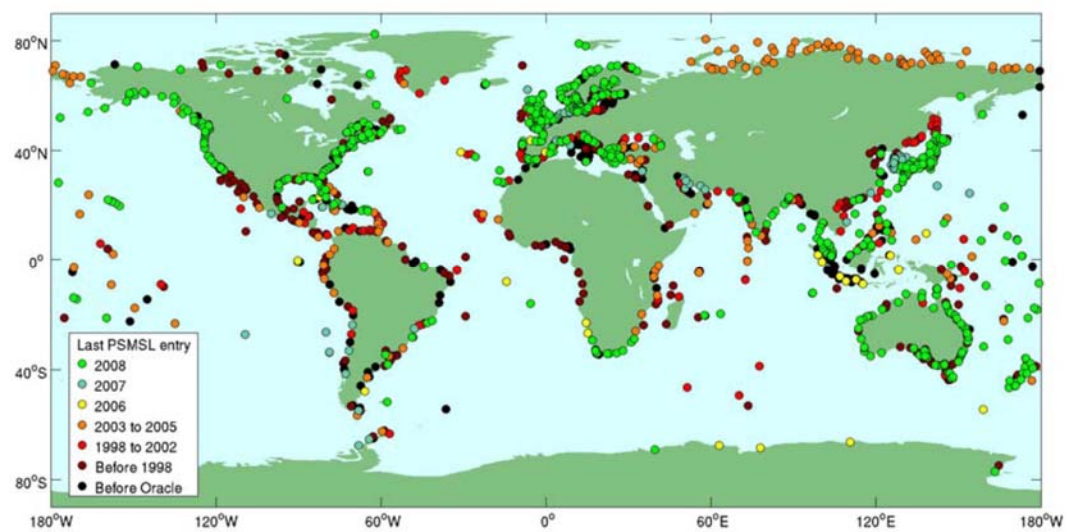 80°N
40°N
0°
40°S
80°S
Last PSMSL entry
2008
2007
2006
2003 to 2005
1998 to 2002
Before 1998
Before Oracle
180°W
120°W
60°W
0°
60°E
120°E
180°W